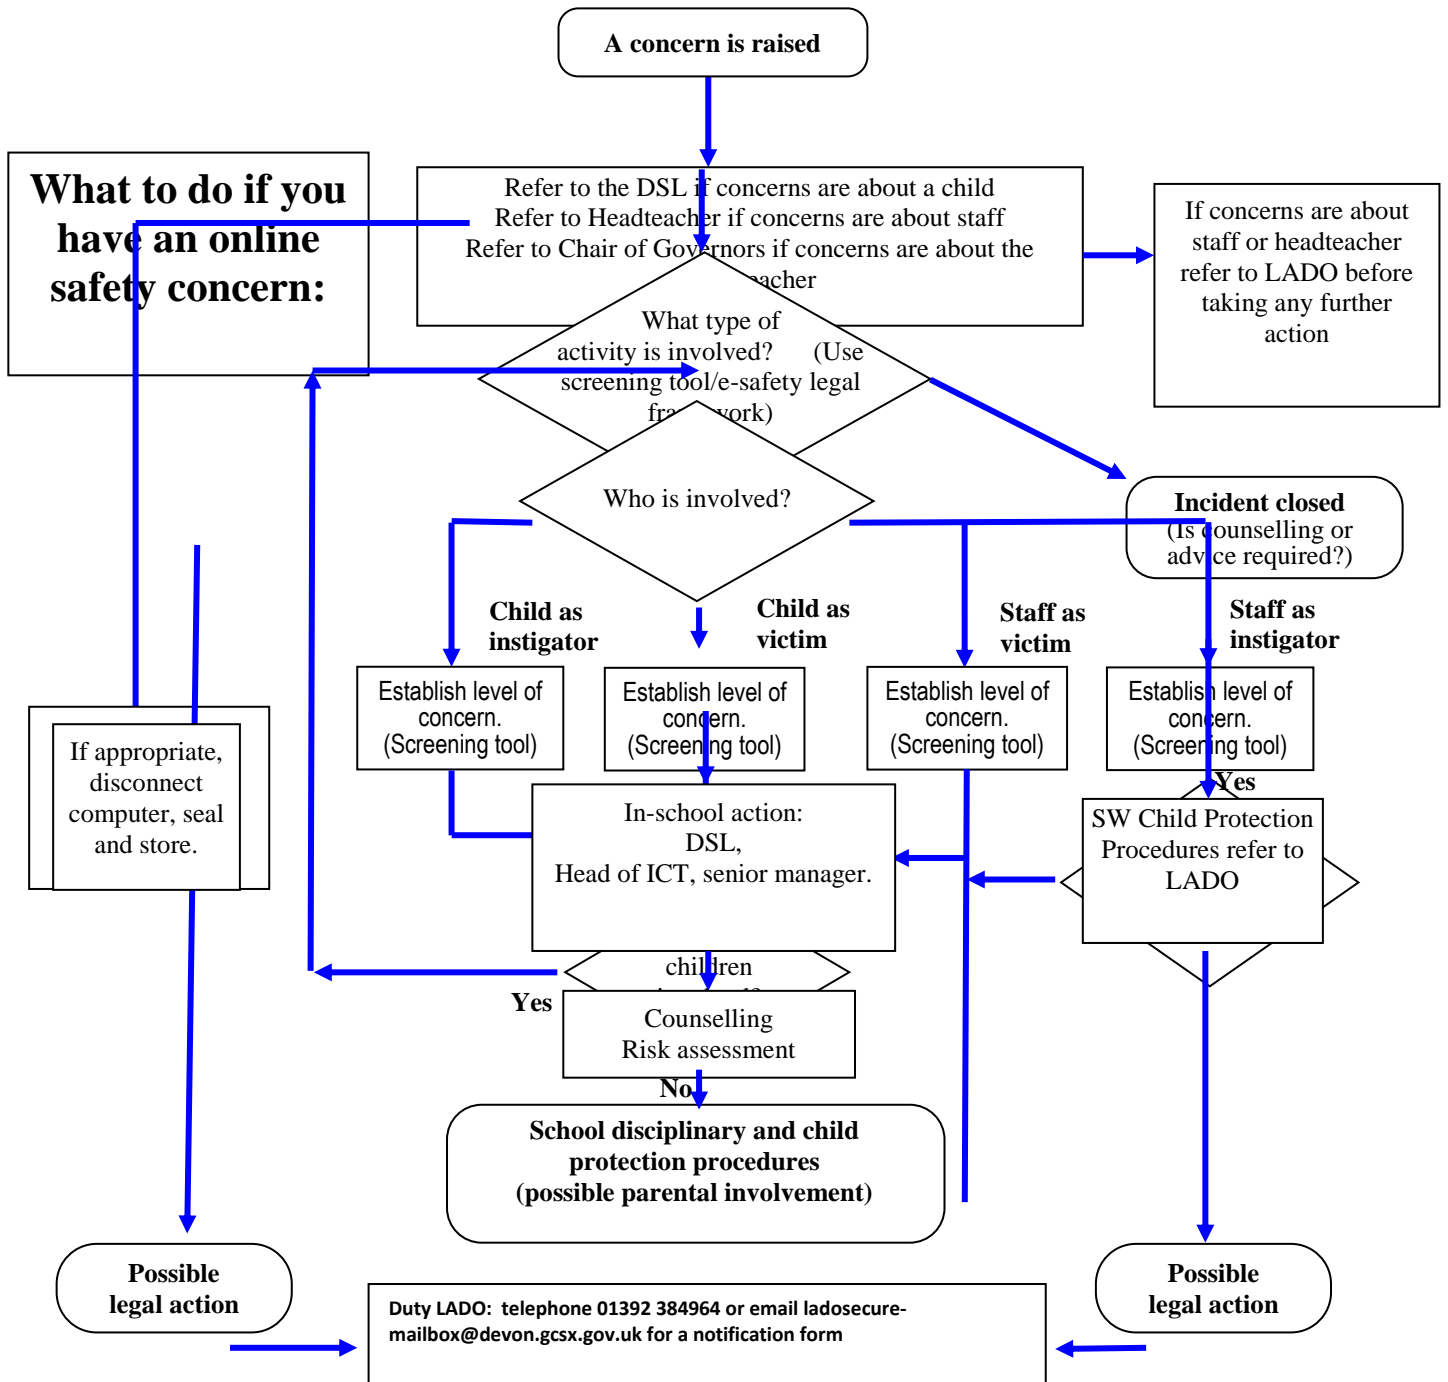 A concern is raised
What to do if you
have an online
safety concern:
Refer to the DSL if concerns are about a child
Refer to Headteacher if concerns are about staff
Refer to Chair of Governors if concerns are about the
If concerns are about
staff or headteacher
refer to LADO before
taking any further
action
What type of
activity is involved? (Use
screening tool/e-safety legal
framework)
Who is involved?
Incident closed
(Is counselling or
advice required?)
Child as
instigator
Child as
victim
Staff as
victim
Staff as
instigator
Establish level of
concern.
(Screening tool)
Establish level of
concern.
(Screening tool)
Establish level of
concern.
(Screening tool)
Establish level of
concern.
(Screening tool)
If appropriate,
disconnect
computer, seal
and store.
Yes
In-school action:
DSL,
Head of ICT, senior manager.
SW Child Protection
Procedures refer to
LADO
children
Yes
Counselling
Risk assessment
No
School disciplinary and child
protection procedures
(possible parental involvement)
Possible
legal action
Possible
legal action
Duty LADO: telephone 01392 384964 or email ladosecure-
mailbox@devon.gcsx.gov.uk for a notification form